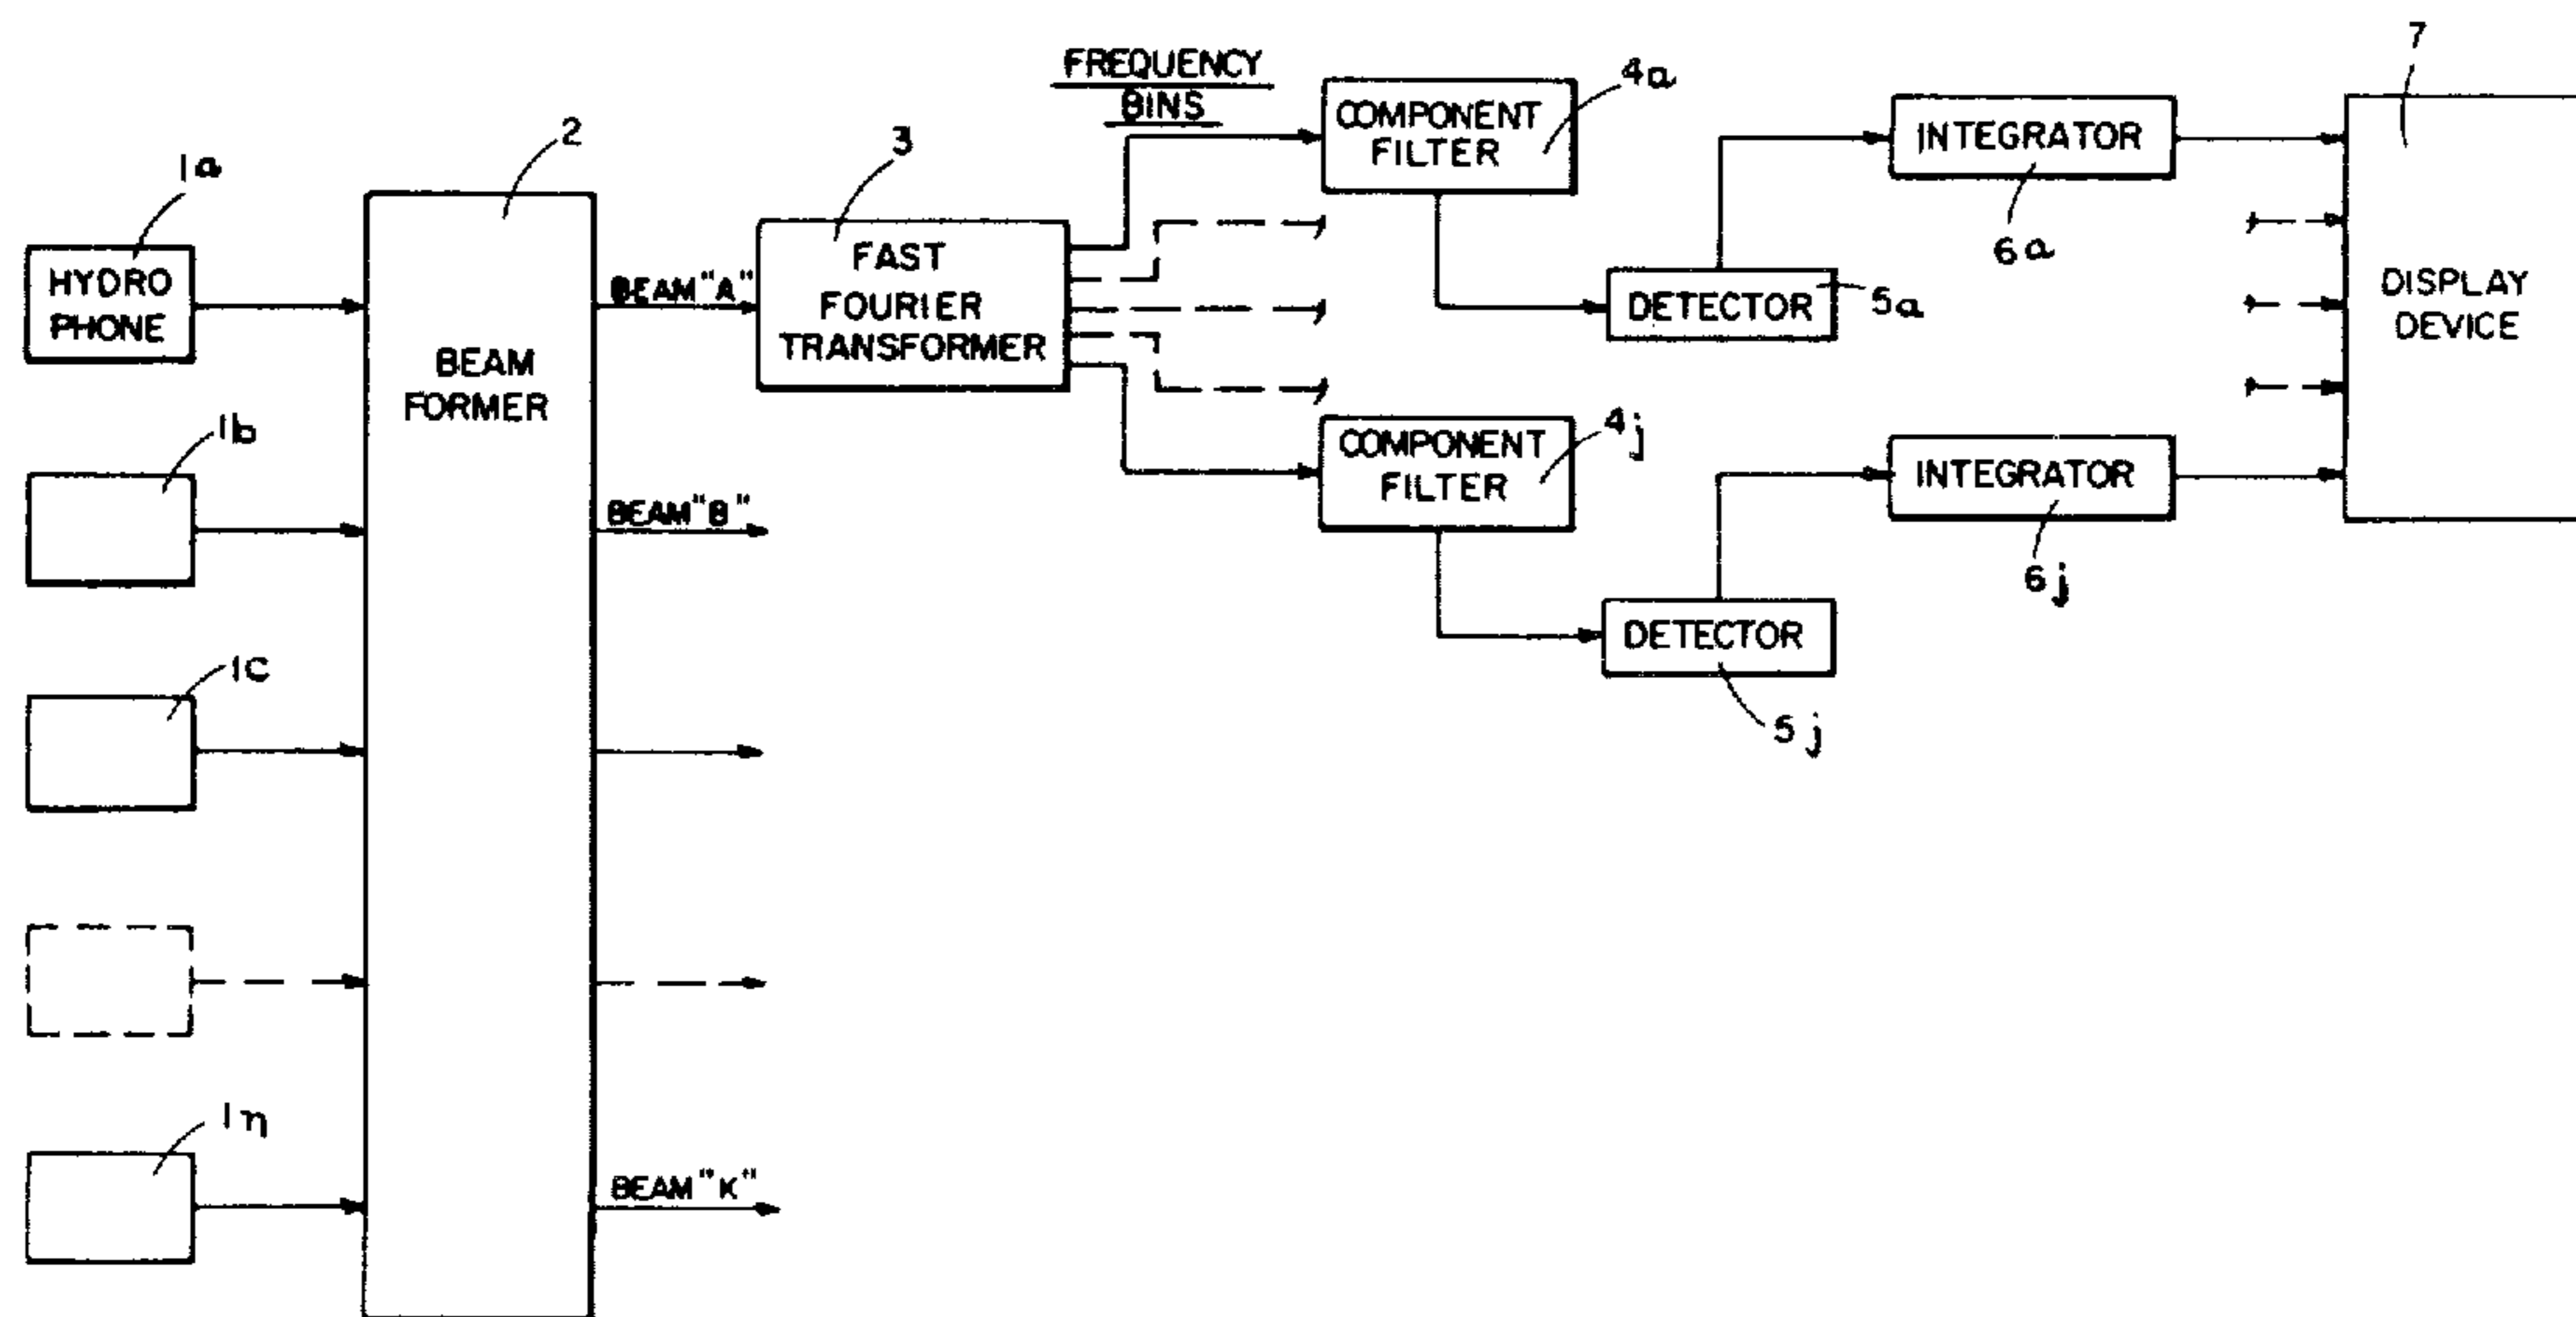 7
FREQUENCY
BINS
4a
COMPONENT
FILTER
INTEGRATOR
2
3
1a
6a
FAST
FOURIER
TRANSFORMER
HYDRO
PHONE
BEAM "A"
DETECTOR
5a
DISPLAY
DEVICE
BEAM
FORMER
1b
COMPONENT
FILTER
4j
INTEGRATOR
BEAM "B"
6j
DETECTOR
1c
5j
1η
BEAM "K"